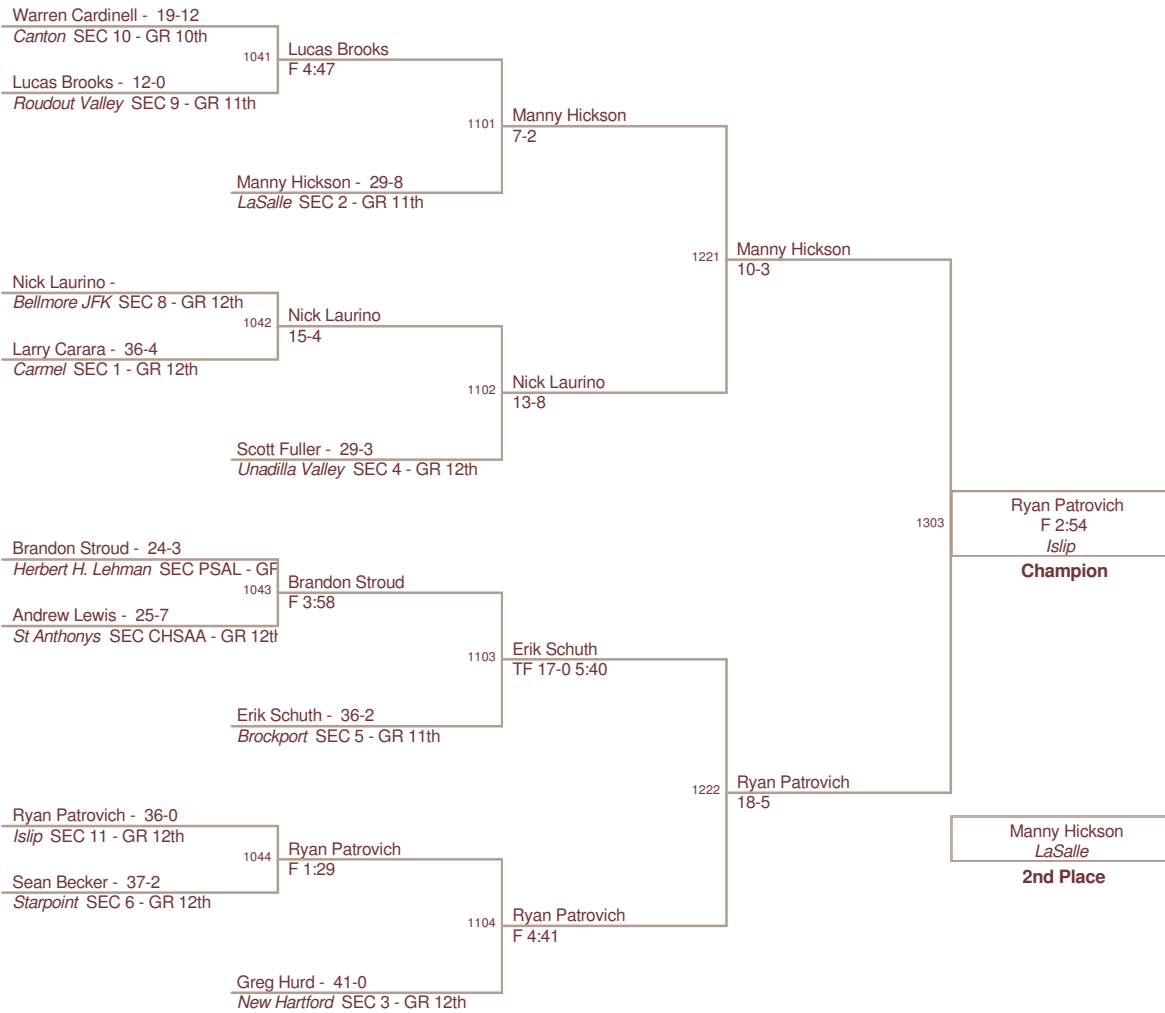 Warren Cardinell - 19-12
Canton SEC 10 - GR 10th
1041
Lucas Brooks
F 4:47
Lucas Brooks - 12-0
Roudout Valley SEC 9 - GR 11th
1101
Manny Hickson
7-2
Manny Hickson - 29-8
LaSalle SEC 2 - GR 11th
1221
Manny Hickson
10-3
Nick Laurino -
Bellmore JFK SEC 8 - GR 12th
1042
Nick Laurino
15-4
Larry Carara - 36-4
Carmel SEC 1 - GR 12th
1102
Nick Laurino
13-8
Scott Fuller - 29-3
Unadilla Valley SEC 4 - GR 12th
1303
Ryan Patrovich
F 2:54
Islip
Champion
Brandon Stroud - 24-3
Herbert H. Lehman SEC PSAL - GF
1043
Brandon Stroud
F 3:58
Andrew Lewis - 25-7
St Anthonys SEC CHSAA - GR 12th
1103
Erik Schuth
TF 17-0 5:40
Erik Schuth - 36-2
Brockport SEC 5 - GR 11th
1222
Ryan Patrovich
18-5
Ryan Patrovich - 36-0
Islip SEC 11 - GR 12th
1044
Ryan Patrovich
F 1:29
Sean Becker - 37-2
Starpoint SEC 6 - GR 12th
1104
Ryan Patrovich
F 4:41
Greg Hurd - 41-0
New Hartford SEC 3 - GR 12th
Manny Hickson
LaSalle
2nd Place